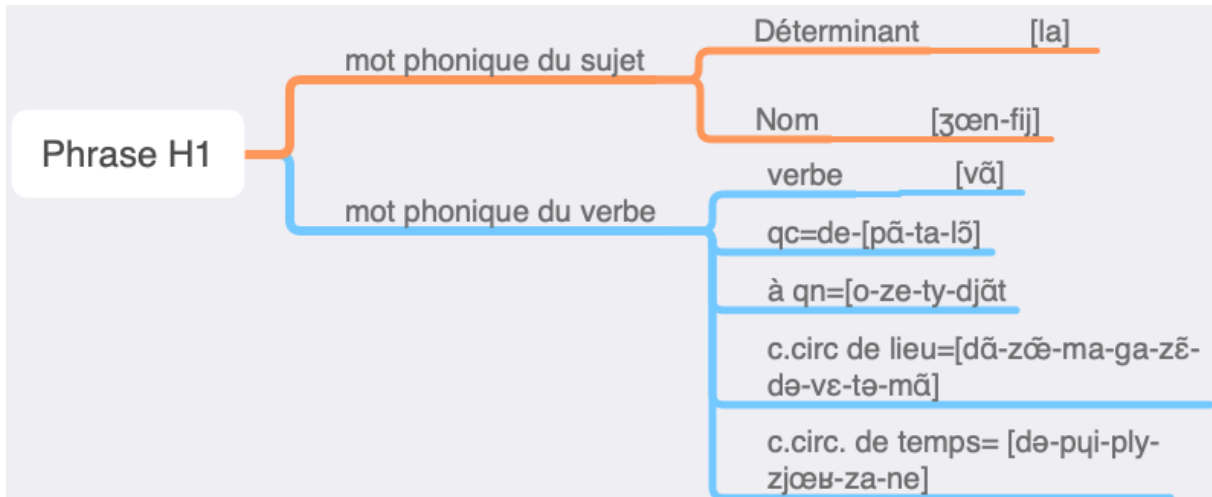 Phrase H1
mot phonique du sujet
Déterminant [la]
Nom [ʒœn-fij]
mot phonique du verbe
verbe [vɑ̃]
qc=de-[pɑ̃-ta-lɔ̃]
à qn=[o-ze-ty-djɑ̃t
c.circ de lieu=[dɑ̃-zœ̃-ma-ga-zɛ̃-
də-vɛ-tə-mɑ̃]
c.circ. de temps= [də-pɥi-ply-
zjœʁ-za-ne]